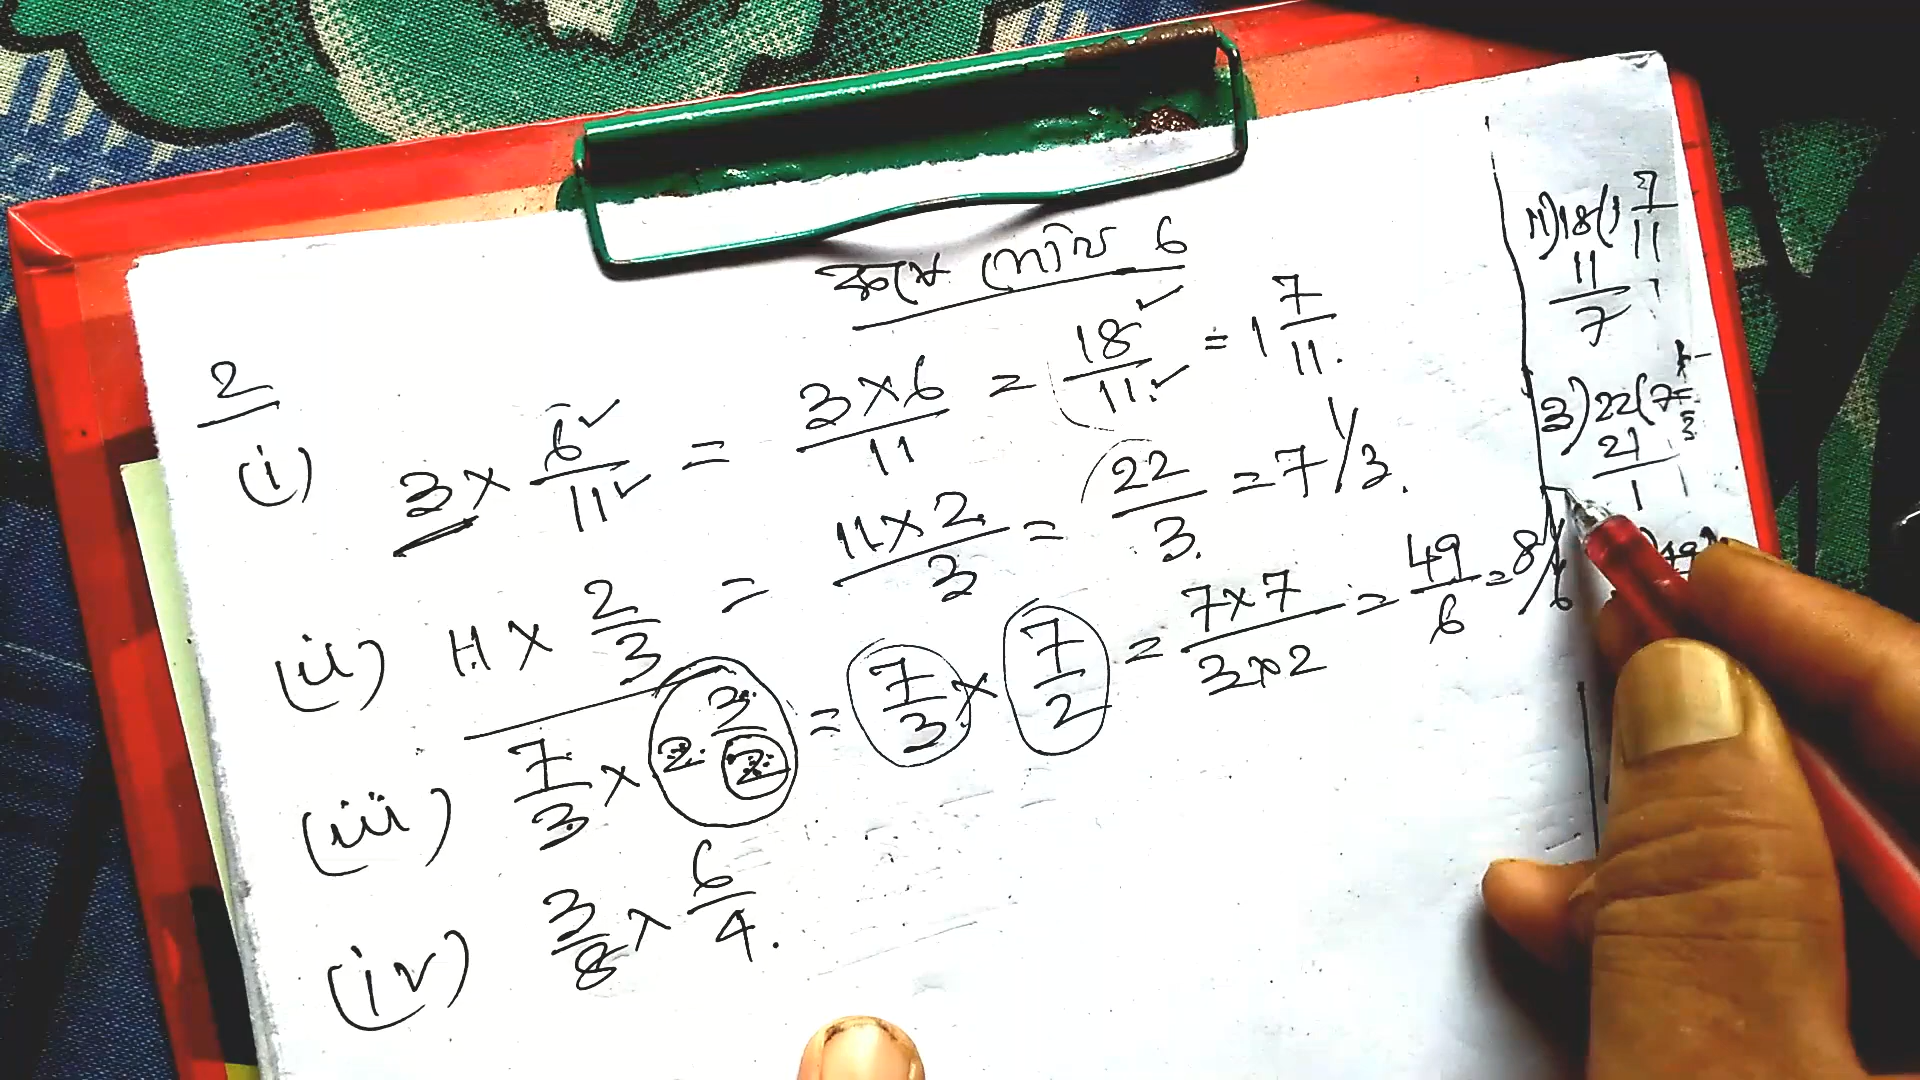 কষে দেখি 6
2
(i) 3 × 6/11 = 3×6/11 = 18/11 = 1 7/11.
(ii) 11 × 2/3 = 11×2/3 = 22/3 = 7 1/3.
(iii) 7/3 × 2 3/2 = 7/3 × 7/2 = 7×7/3×2 = 49/6 = 8 /6
(iv) 3/8 × 6/4.
11)18(1 7/11
11
7
3)22(7
21
1